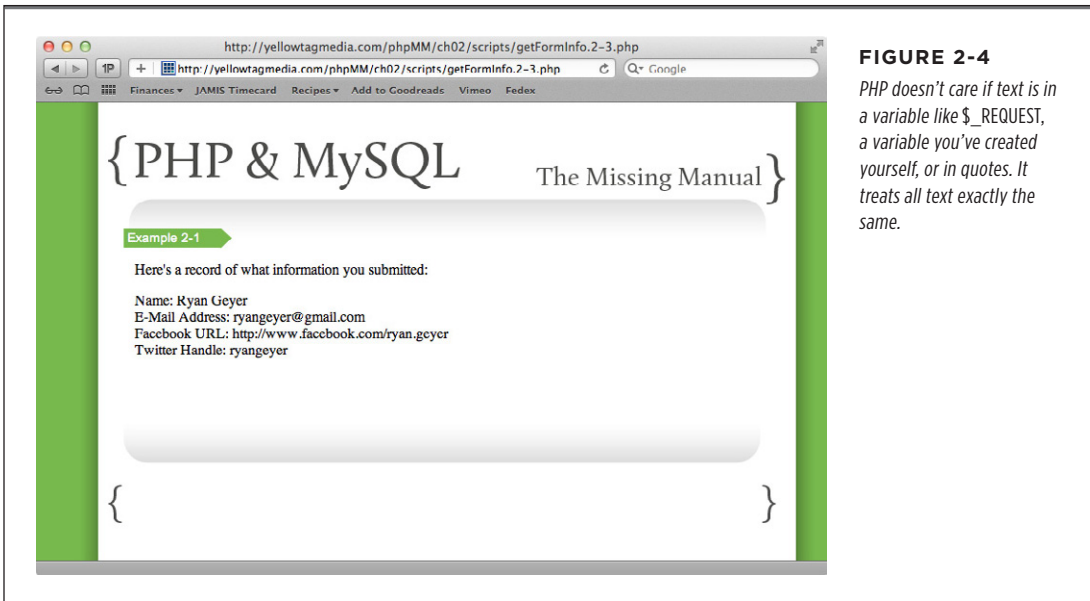 http://yellowtagmedia.com/phpMM/ch02/scripts/getFormInfo.2-3.php
1P + http://yellowtagmedia.com/phpMM/ch02/scripts/getFormInfo.2-3.php Google
Finances JAMIS Timecard Recipes Add to Goodreads Vimeo Fedex
{PHP & MySQL The Missing Manual}
Example 2-1
Here's a record of what information you submitted:
Name: Ryan Geyer
E-Mail Address: ryangeyer@gmail.com
Facebook URL: http://www.facebook.com/ryan.geyer
Twitter Handle: ryangeyer
{ }
FIGURE 2-4
PHP doesn't care if text is in
a variable like $_REQUEST,
a variable you've created
yourself, or in quotes. It
treats all text exactly the
same.